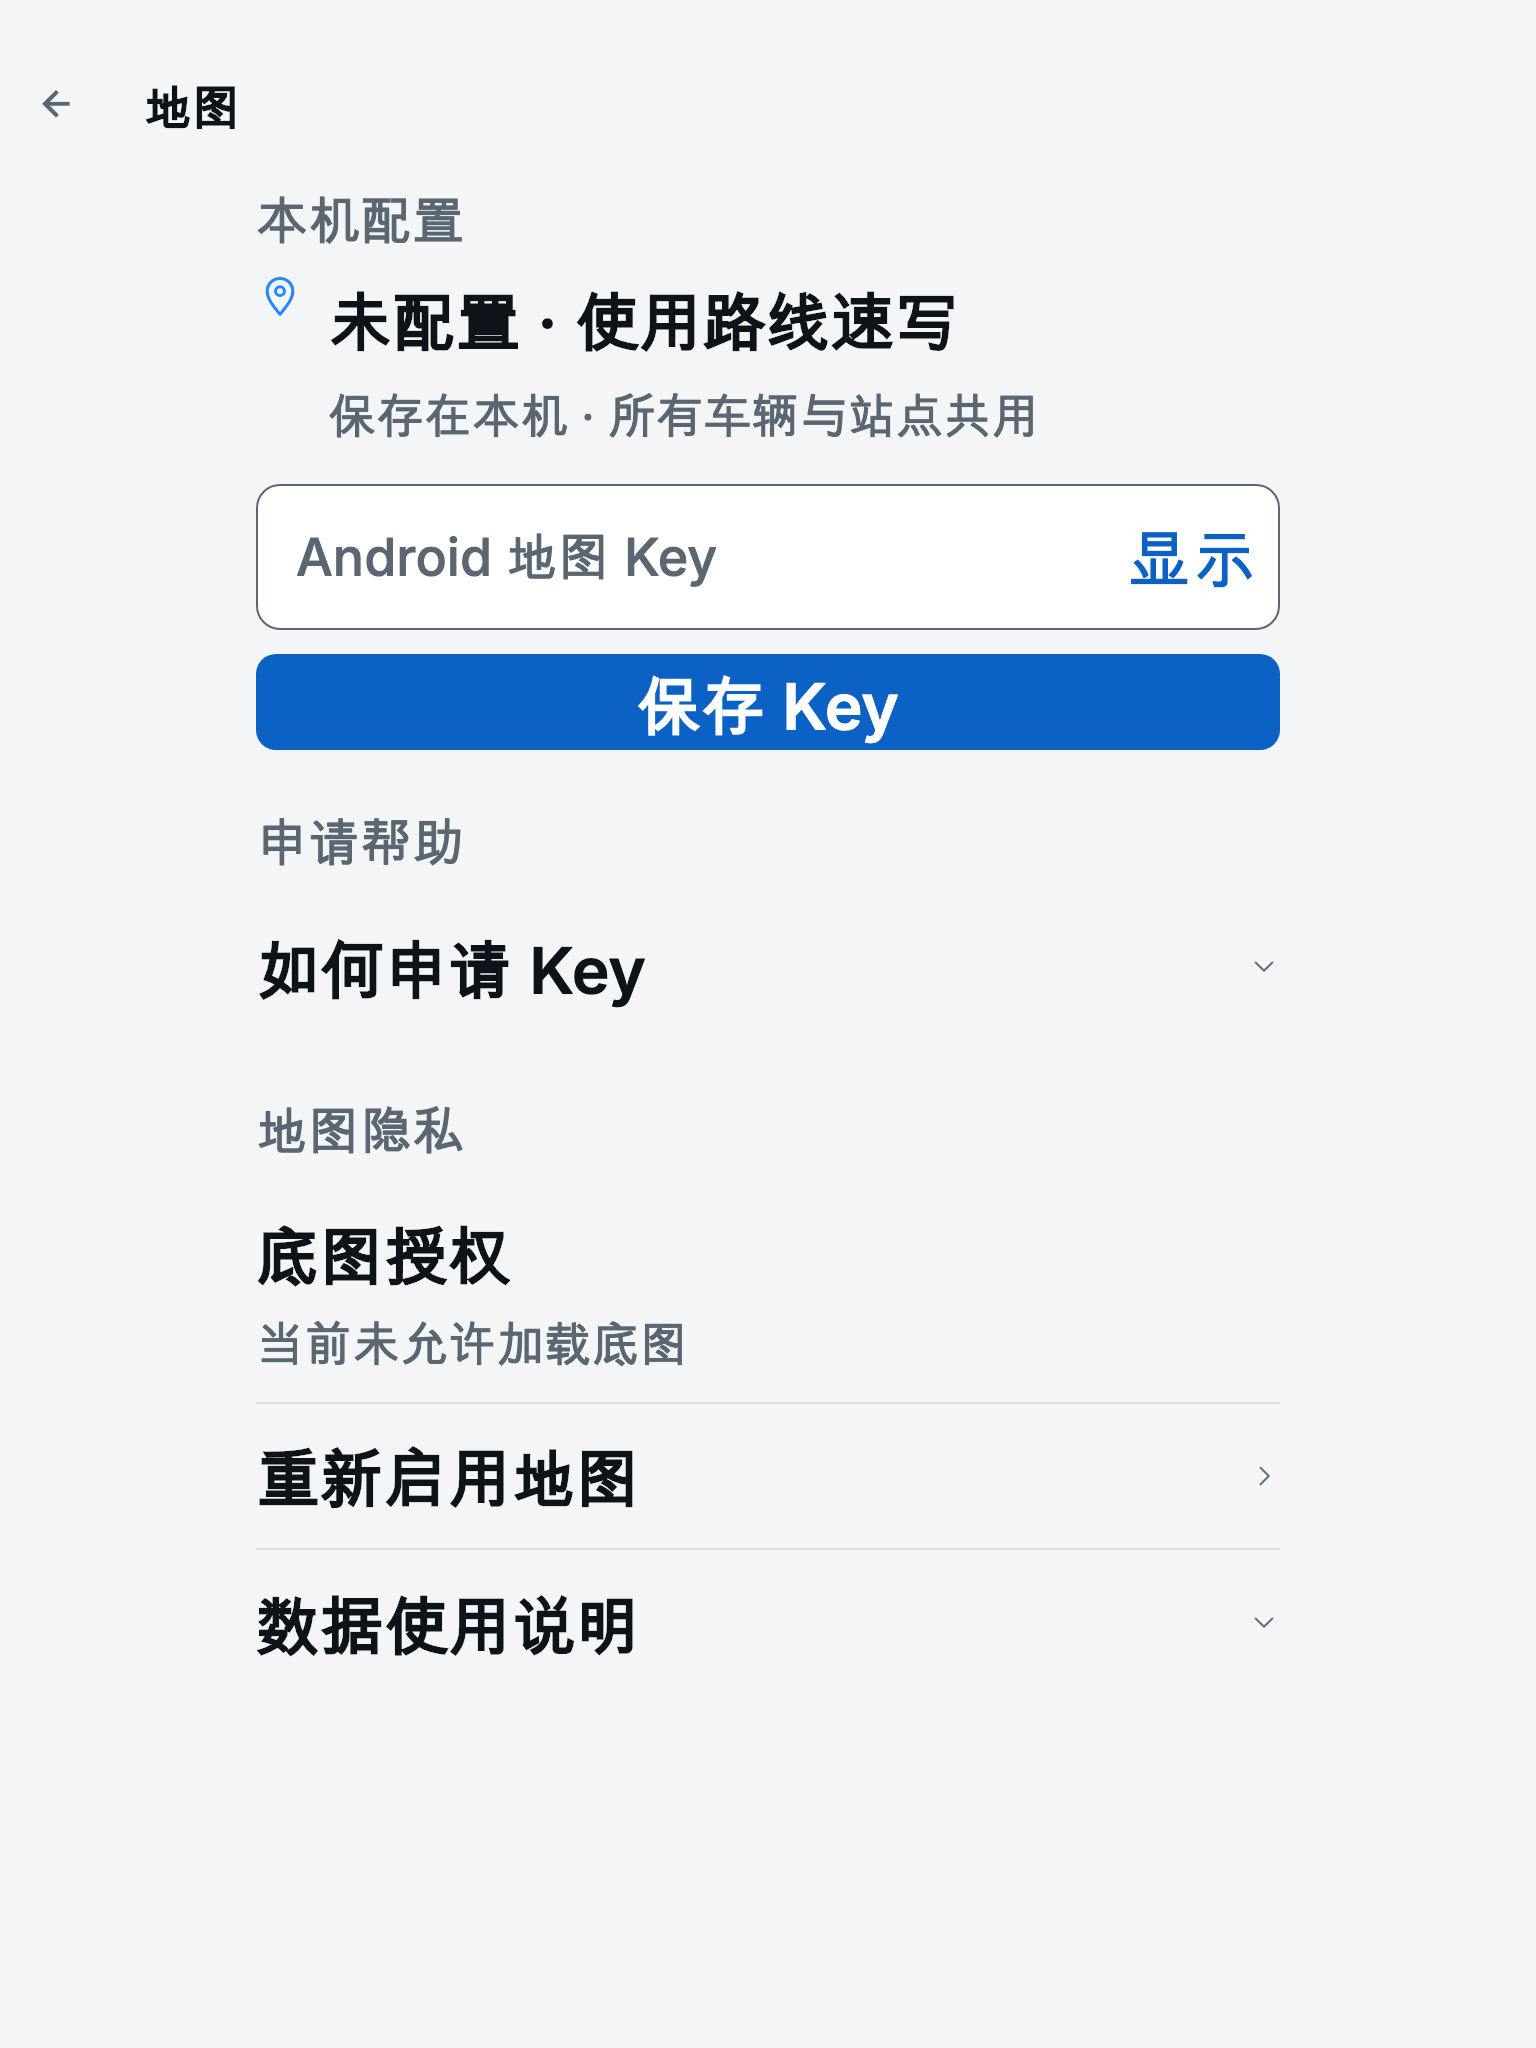 地图
本机配置
未配置 · 使用路线速写
保存在本机 · 所有车辆与站点共用
Android 地图 Key
显示
保存 Key
申请帮助
如何申请 Key
地图隐私
底图授权
当前未允许加载底图
重新启用地图
数据使用说明